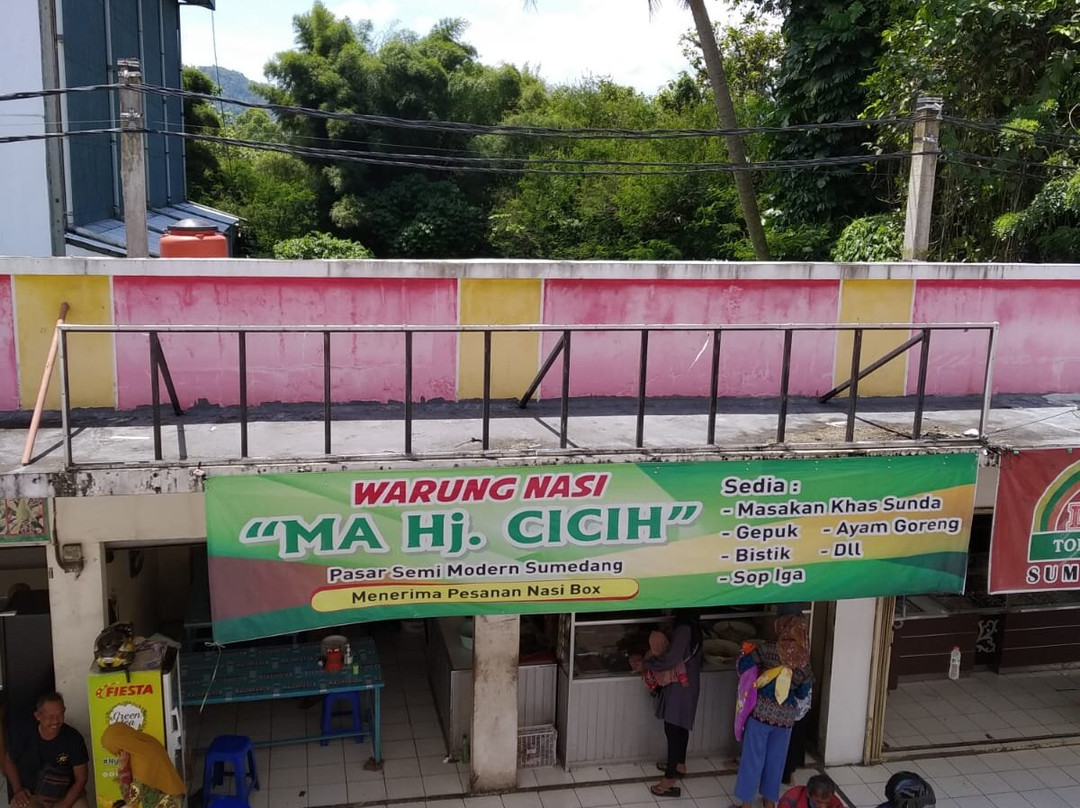 WARUNG NASI
"MA Hj. CICIH"
Pasar Semi Modern Sumedang
Menerima Pesanan Nasi Box
Sedia :
- Masakan Khas Sunda
- Gepuk - Ayam Goreng
- Bistik - Dll
- Sop Iga
FIESTA
Green